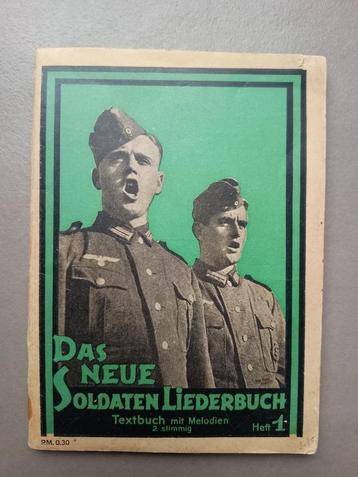 Das
neue
Soldaten Liederbuch
Textbuch mit Melodien
2 stimmig
Heft 1
RM. 0.30